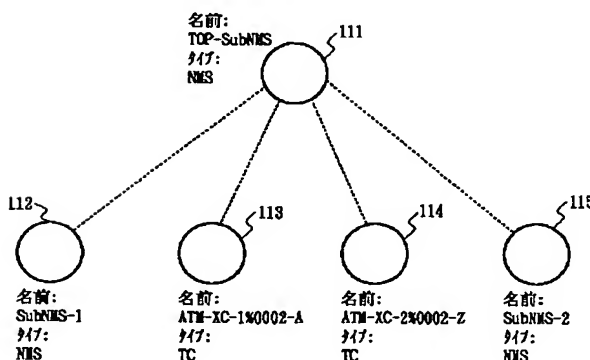 名前:
TOP-SubNMS
タイプ:
NMS
111
112
113
114
115
名前:
SubNMS-1
タイプ:
NMS
名前:
ATM-XC-1%0002-A
タイプ:
TC
名前:
ATM-XC-2%0002-Z
タイプ:
TC
名前:
SubNMS-2
タイプ:
NMS